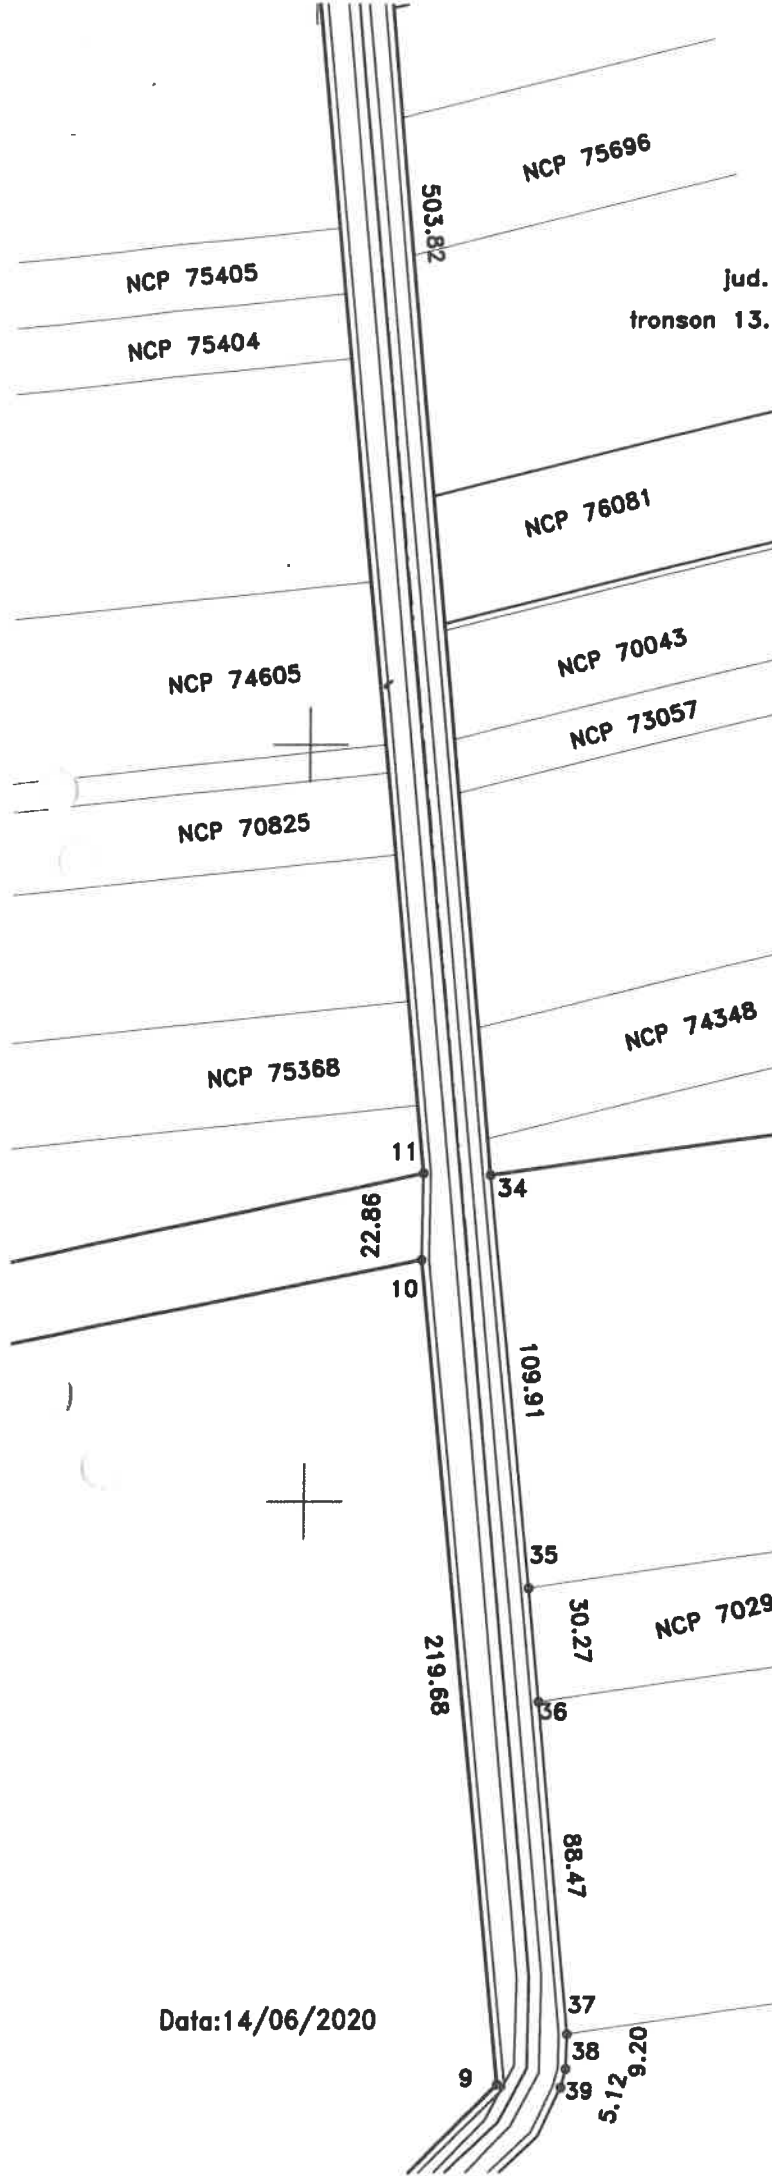 NCP 75696
503.82
NCP 75405
jud.
tronson 13.
NCP 75404
NCP 76081
NCP 70043
NCP 74605
NCP 73057
NCP 70825
NCP 74348
NCP 75368
11
34
22.86
10
109.91
35
30.27
NCP 7029
219.68
36
88.47
Data:14/06/2020
37
38
9.20
9
39
5.12